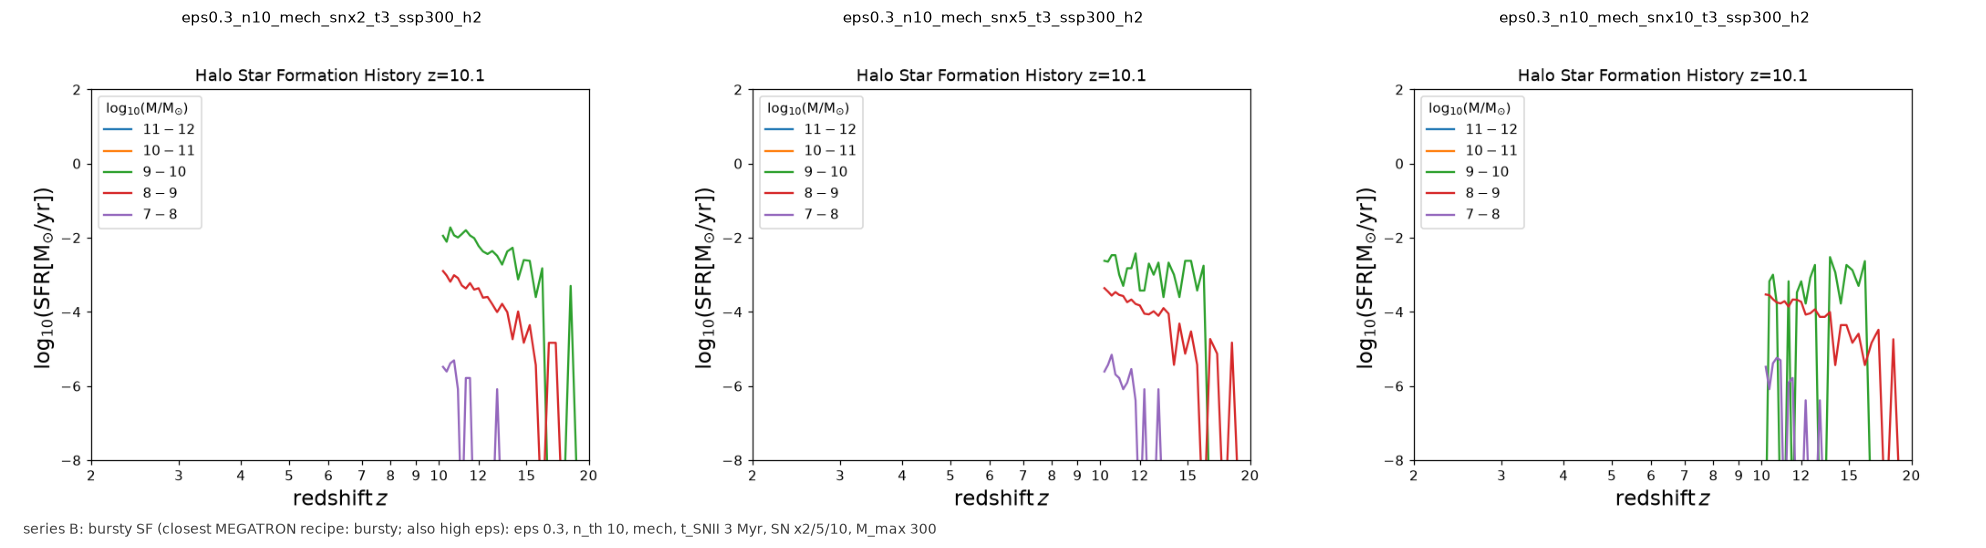 eps0.3_n10_mech_snx2_t3_ssp300_h2
Halo Star Formation History z=10.1
log₁₀(M/M⊙)
11 − 12
10 − 11
9 − 10
8 − 9
7 − 8
log₁₀(SFR[M⊙/yr])
2
0
−2
−4
−6
−8
2 3 4 5 6 7 8 9 10 12 15 20
redshift z
eps0.3_n10_mech_snx5_t3_ssp300_h2
Halo Star Formation History z=10.1
log₁₀(M/M⊙)
11 − 12
10 − 11
9 − 10
8 − 9
7 − 8
log₁₀(SFR[M⊙/yr])
2
0
−2
−4
−6
−8
2 3 4 5 6 7 8 9 10 12 15 20
redshift z
eps0.3_n10_mech_snx10_t3_ssp300_h2
Halo Star Formation History z=10.1
log₁₀(M/M⊙)
11 − 12
10 − 11
9 − 10
8 − 9
7 − 8
log₁₀(SFR[M⊙/yr])
2
0
−2
−4
−6
−8
2 3 4 5 6 7 8 9 10 12 15 20
redshift z
series B: bursty SF (closest MEGATRON recipe: bursty; also high eps): eps 0.3, n_th 10, mech, t_SNII 3 Myr, SN x2/5/10, M_max 300